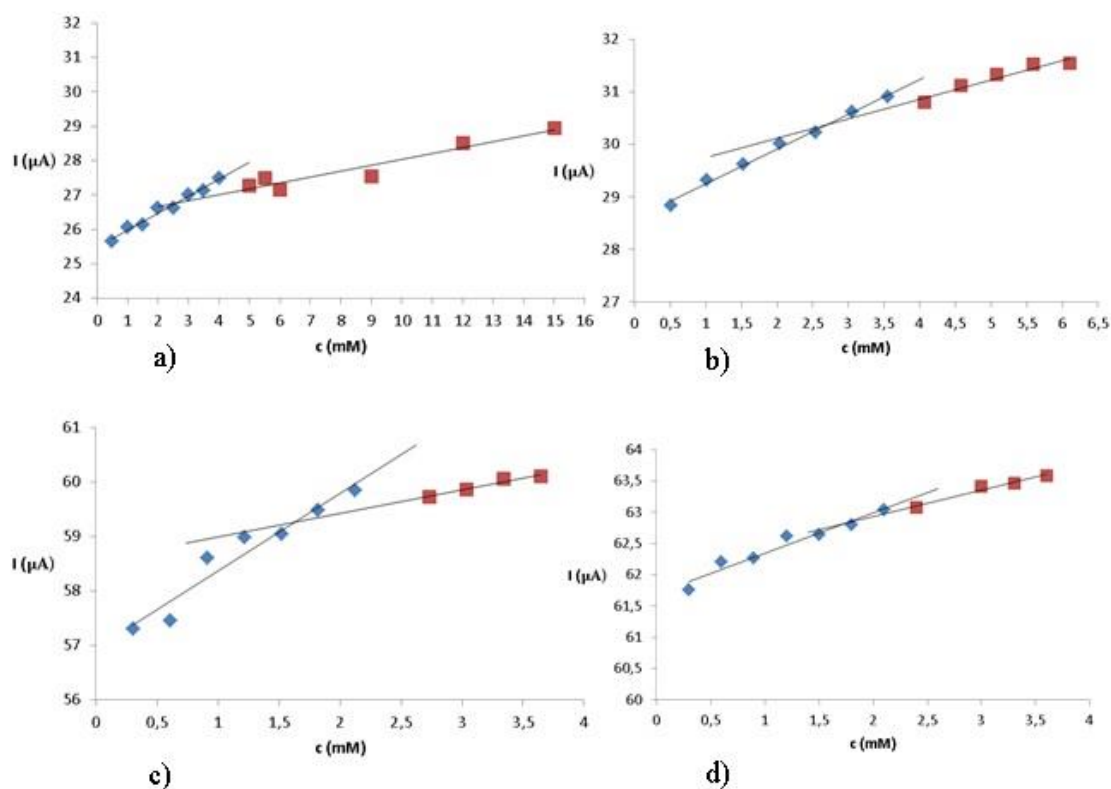 32
31
30
29
28
27
26
25
24
I (µA)
0 1 2 3 4 5 6 7 8 9 10 11 12 13 14 15 16
c (mM)
a)
32
31
30
29
28
27
I (µA)
0 0,5 1 1,5 2 2,5 3 3,5 4 4,5 5 5,5 6 6,5
c (mM)
b)
61
60
59
58
57
56
I (µA)
0 0,5 1 1,5 2 2,5 3 3,5 4
c (mM)
c)
64
63,5
63
62,5
62
61,5
61
60,5
60
I (µA)
0 0,5 1 1,5 2 2,5 3 3,5 4
c (mM)
d)